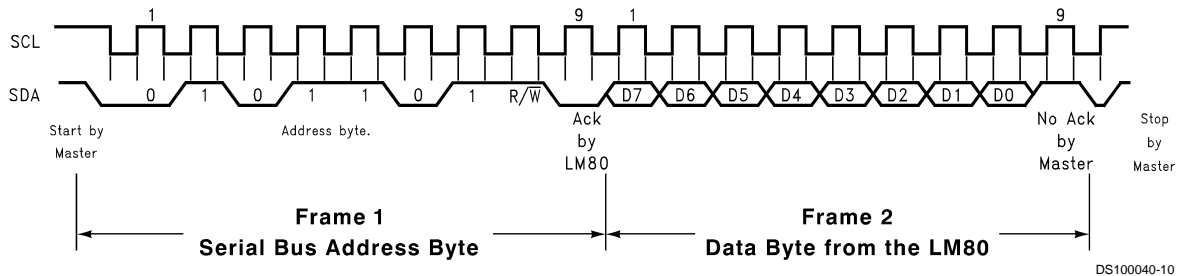 1 9 1 9
SCL
SDA 0 1 0 1 1 0 1 R/W̅ D7 D6 D5 D4 D3 D2 D1 D0
Start by
Master
Address byte.
Ack
by
LM80
No Ack
by
Master
Stop
by
Master
Frame 1
Serial Bus Address Byte
Frame 2
Data Byte from the LM80
DS100040-10